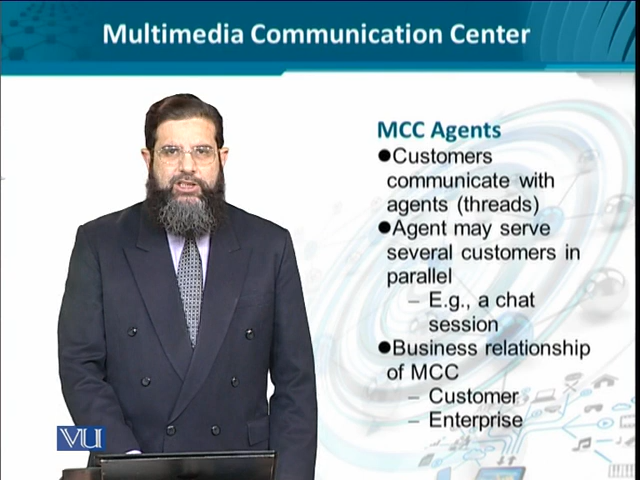 Multimedia Communication Center
MCC Agents
●Customers
communicate with
agents (threads)
●Agent may serve
several customers in
parallel
– E.g., a chat
session
●Business relationship
of MCC
– Customer
– Enterprise
VU